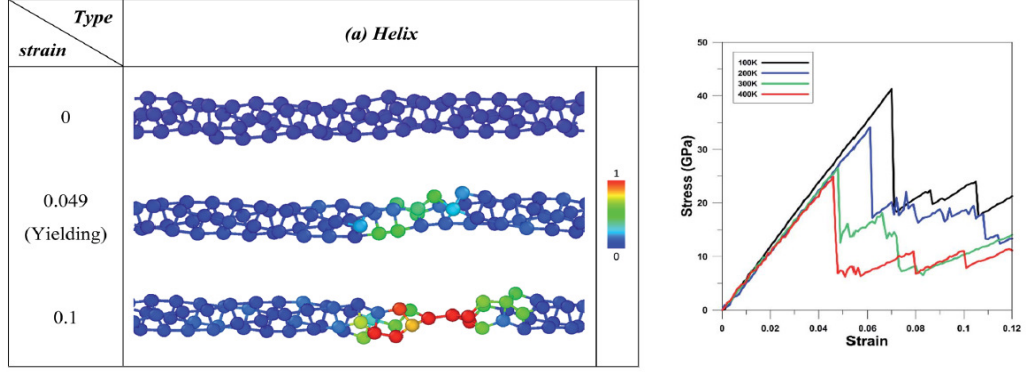 Type
strain
(a) Helix
0
0.049
(Yielding)
0.1
1
0
50
40
30
20
10
0
Stress (GPa)
100K
200K
300K
400K
0 0.02 0.04 0.06 0.08 0.1 0.12
Strain